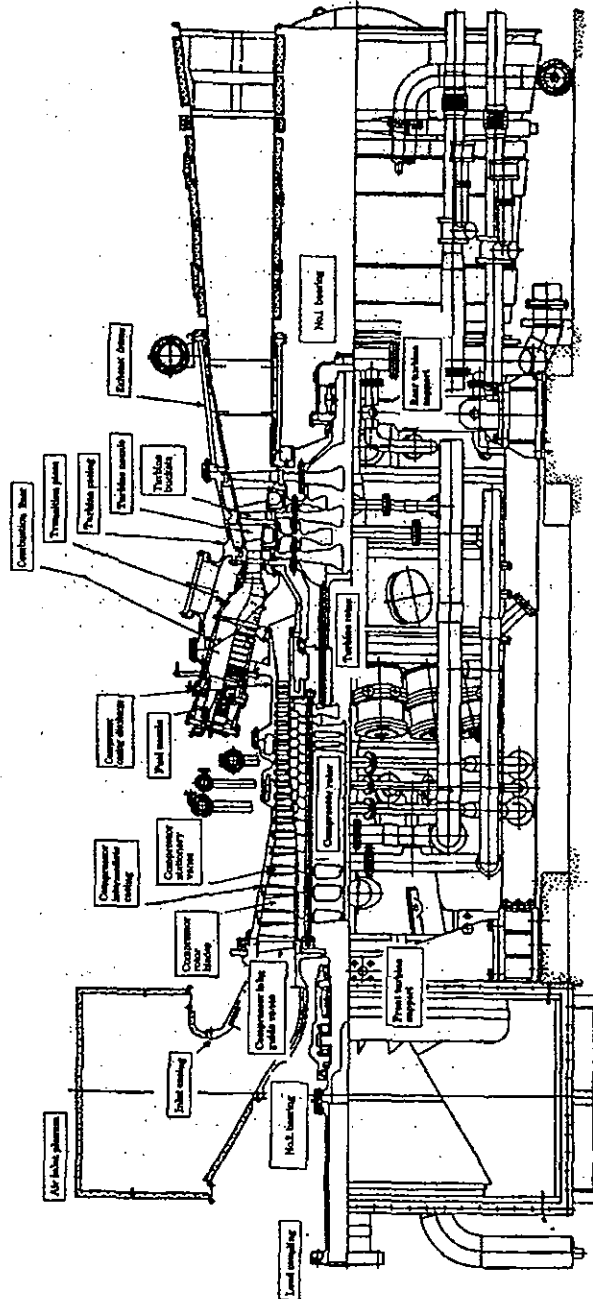 Air inlet plenum
Load coupling
Inlet casing
No.2 bearing
Compressor inlet
guide vanes
Compressor
rotor
blades
Compressor
intermediate
casing
Compressor
stationary
vanes
Compressor
casing discharge
Fuel nozzle
Combustion liner
Transition piece
Turbine casing
Turbine nozzle
Turbine
buckets
Exhaust frame
No.1 bearing
Compressor rotor
Turbine rotor
Front turbine
support
Rear turbine
support